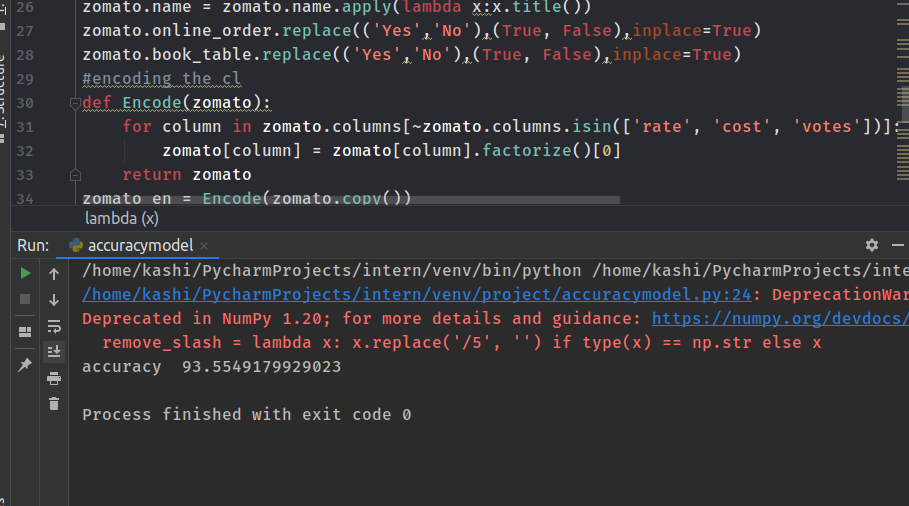 26 zomato.name = zomato.name.apply(lambda x:x.title())
27 zomato.online_order.replace(('Yes','No'),(True, False),inplace=True)
28 zomato.book_table.replace(('Yes','No'),(True, False),inplace=True)
29 #encoding the cl
30 def Encode(zomato):
31 for column in zomato.columns[~zomato.columns.isin(['rate', 'cost', 'votes'])]:
32 zomato[column] = zomato[column].factorize()[0]
33 return zomato
34 zomato_en = Encode(zomato.copy())
lambda (x)
Run: accuracymodel
/home/kashi/PycharmProjects/intern/venv/bin/python /home/kashi/PycharmProjects/inte
/home/kashi/PycharmProjects/intern/venv/project/accuracymodel.py:24: DeprecationWar
Deprecated in NumPy 1.20; for more details and guidance: https://numpy.org/devdocs/
remove_slash = lambda x: x.replace('/5', '') if type(x) == np.str else x
accuracy 93.5549179929023
Process finished with exit code 0